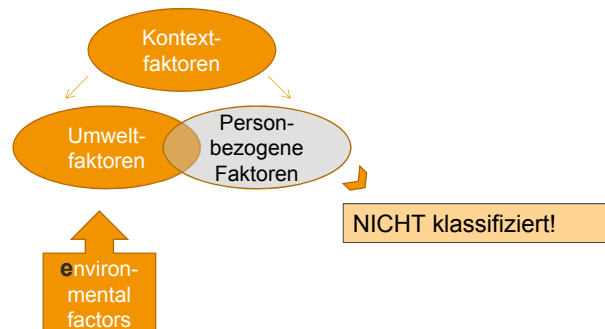 Kontext-
faktoren
Umwelt-
faktoren
Person-
bezogene
Faktoren
NICHT klassifiziert!
environ-
mental
factors